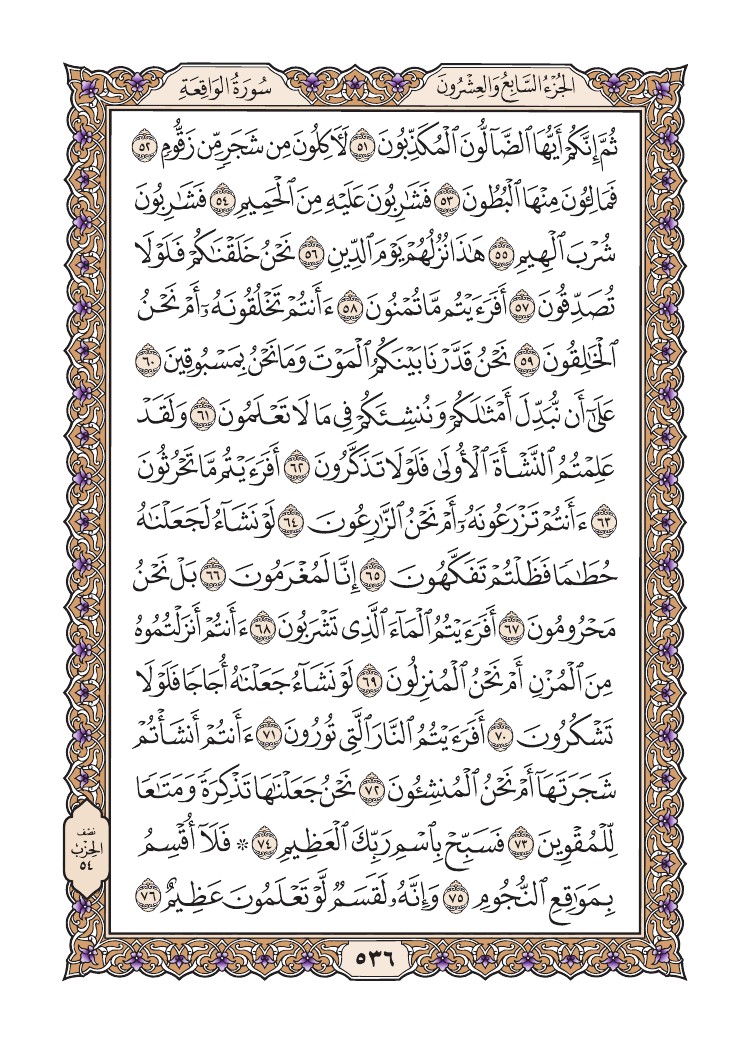 الجُزْءُ السَّابِعُ وَالعِشْرُونَ
سُورَةُ الوَاقِعَةِ
ثُمَّ إِنَّكُمْ أَيُّهَا ٱلضَّآلُّونَ ٱلْمُكَذِّبُونَ ٥١ لَأٓكِلُونَ مِن شَجَرٍ مِّن زَقُّومٍ ٥٢
فَمَالِـُٔونَ مِنْهَا ٱلْبُطُونَ ٥٣ فَشَٰرِبُونَ عَلَيْهِ مِنَ ٱلْحَمِيمِ ٥٤ فَشَٰرِبُونَ
شُرْبَ ٱلْهِيمِ ٥٥ هَٰذَا نُزُلُهُمْ يَوْمَ ٱلدِّينِ ٥٦ نَحْنُ خَلَقْنَٰكُمْ فَلَوْلَا
تُصَدِّقُونَ ٥٧ أَفَرَءَيْتُم مَّا تُمْنُونَ ٥٨ ءَأَنتُمْ تَخْلُقُونَهُۥٓ أَمْ نَحْنُ
ٱلْخَٰلِقُونَ ٥٩ نَحْنُ قَدَّرْنَا بَيْنَكُمُ ٱلْمَوْتَ وَمَا نَحْنُ بِمَسْبُوقِينَ ٦٠
عَلَىٰٓ أَن نُّبَدِّلَ أَمْثَٰلَكُمْ وَنُنشِئَكُمْ فِى مَا لَا تَعْلَمُونَ ٦١ وَلَقَدْ
عَلِمْتُمُ ٱلنَّشْأَةَ ٱلْأُولَىٰ فَلَوْلَا تَذَكَّرُونَ ٦٢ أَفَرَءَيْتُم مَّا تَحْرُثُونَ
٦٣ ءَأَنتُمْ تَزْرَعُونَهُۥٓ أَمْ نَحْنُ ٱلزَّٰرِعُونَ ٦٤ لَوْ نَشَآءُ لَجَعَلْنَٰهُ
حُطَٰمًا فَظَلْتُمْ تَفَكَّهُونَ ٦٥ إِنَّا لَمُغْرَمُونَ ٦٦ بَلْ نَحْنُ
مَحْرُومُونَ ٦٧ أَفَرَءَيْتُمُ ٱلْمَآءَ ٱلَّذِى تَشْرَبُونَ ٦٨ ءَأَنتُمْ أَنزَلْتُمُوهُ
مِنَ ٱلْمُزْنِ أَمْ نَحْنُ ٱلْمُنزِلُونَ ٦٩ لَوْ نَشَآءُ جَعَلْنَٰهُ أُجَاجًا فَلَوْلَا
تَشْكُرُونَ ٧٠ أَفَرَءَيْتُمُ ٱلنَّارَ ٱلَّتِى تُورُونَ ٧١ ءَأَنتُمْ أَنشَأْتُمْ
شَجَرَتَهَآ أَمْ نَحْنُ ٱلْمُنشِـُٔونَ ٧٢ نَحْنُ جَعَلْنَٰهَا تَذْكِرَةً وَمَتَٰعًا
لِّلْمُقْوِينَ ٧٣ فَسَبِّحْ بِٱسْمِ رَبِّكَ ٱلْعَظِيمِ ٧٤ * فَلَآ أُقْسِمُ
بِمَوَٰقِعِ ٱلنُّجُومِ ٧٥ وَإِنَّهُۥ لَقَسَمٌ لَّوْ تَعْلَمُونَ عَظِيمٌ ٧٦
نصف
الحِزْب
٥٤
٥٣٦